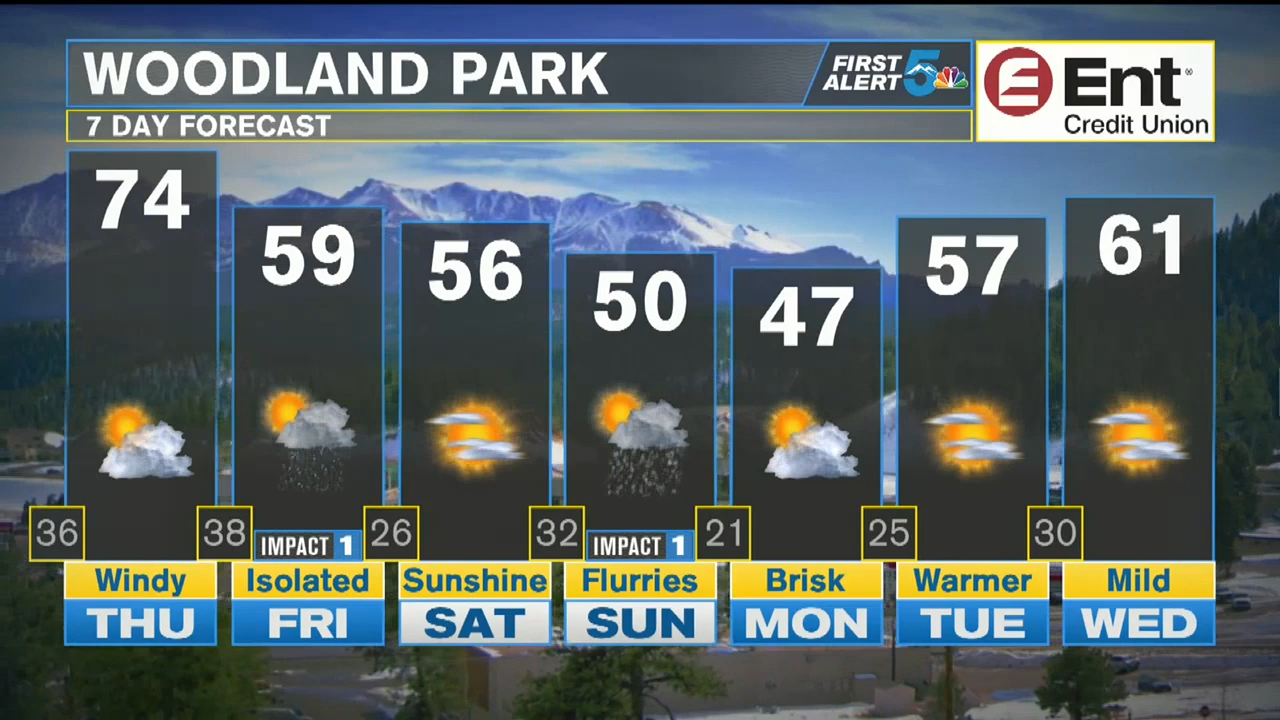 WOODLAND PARK
FIRST
ALERT 5
Ent®
Credit Union
7 DAY FORECAST
74 59 56 50 47 57 61
36 38 26 32 21 25 30
IMPACT 1 IMPACT 1
Windy Isolated Sunshine Flurries Brisk Warmer Mild
THU FRI SAT SUN MON TUE WED